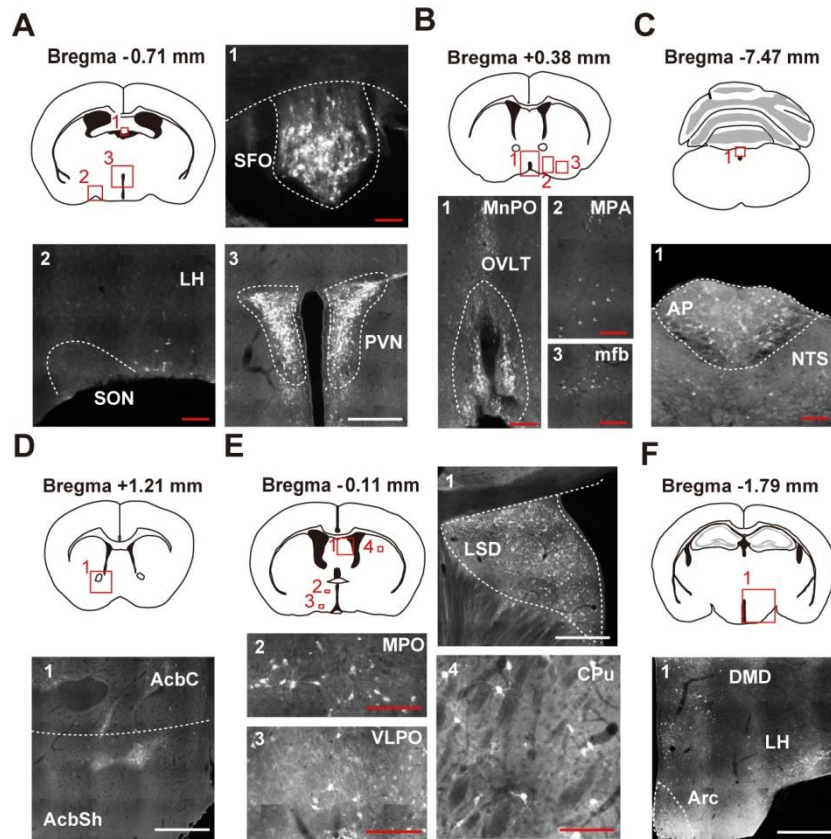 A
Bregma -0.71 mm
1
2
3
1
SFO
2
LH
SON
3
PVN
B
Bregma +0.38 mm
1
2
3
1
MnPO
OVLT
2
MPA
3
mfb
C
Bregma -7.47 mm
1
1
AP
NTS
D
Bregma +1.21 mm
1
1
AcbC
AcbSh
E
Bregma -0.11 mm
1
4
2
3
1
LSD
2
MPO
3
VLPO
4
CPu
F
Bregma -1.79 mm
1
1
DMD
LH
Arc